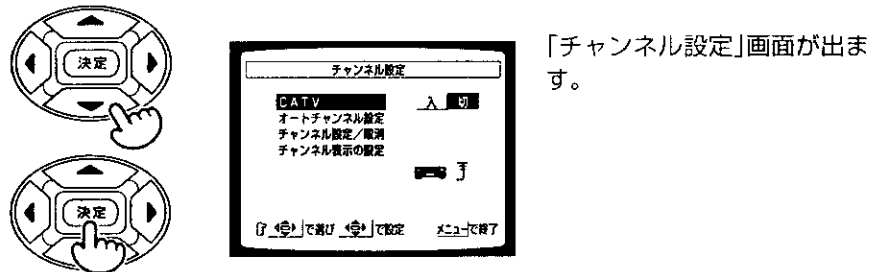 決定
決定
チャンネル設定
CATV 入 切
オートチャンネル設定
チャンネル設定／取消
チャンネル表示の設定
で選び で設定 メニューで終了
「チャンネル設定」画面が出ま
す。